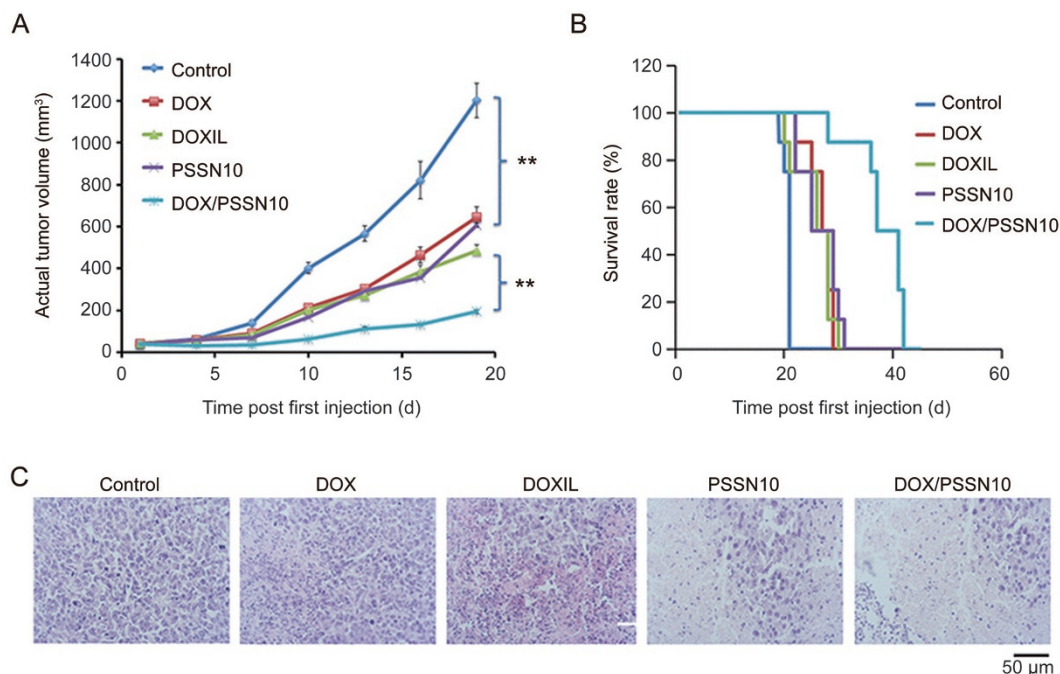 A
1400
1200
1000
800
600
400
200
0
0
5
10
15
20
Actual tumor volume (mm³)
Time post first injection (d)
Control
DOX
DOXIL
PSSN10
DOX/PSSN10
**
**
B
120
100
80
60
40
20
0
0
20
40
60
Survival rate (%)
Time post first injection (d)
Control
DOX
DOXIL
PSSN10
DOX/PSSN10
C
Control
DOX
DOXIL
PSSN10
DOX/PSSN10
50 µm